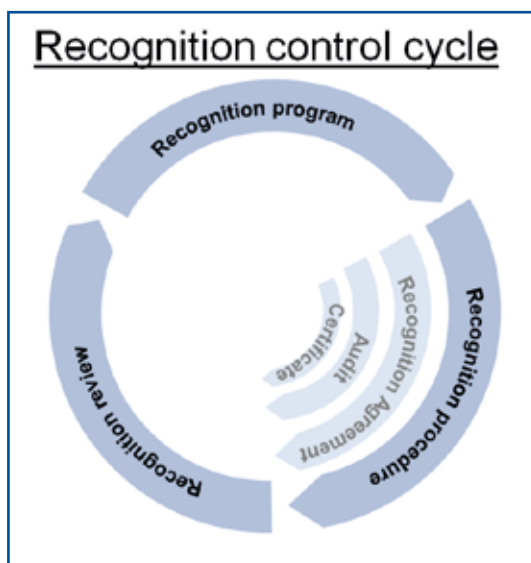 Recognition control cycle
Recognition program
Recognition procedure
Recognition Agreement
Audit
Certificate
Recognition review